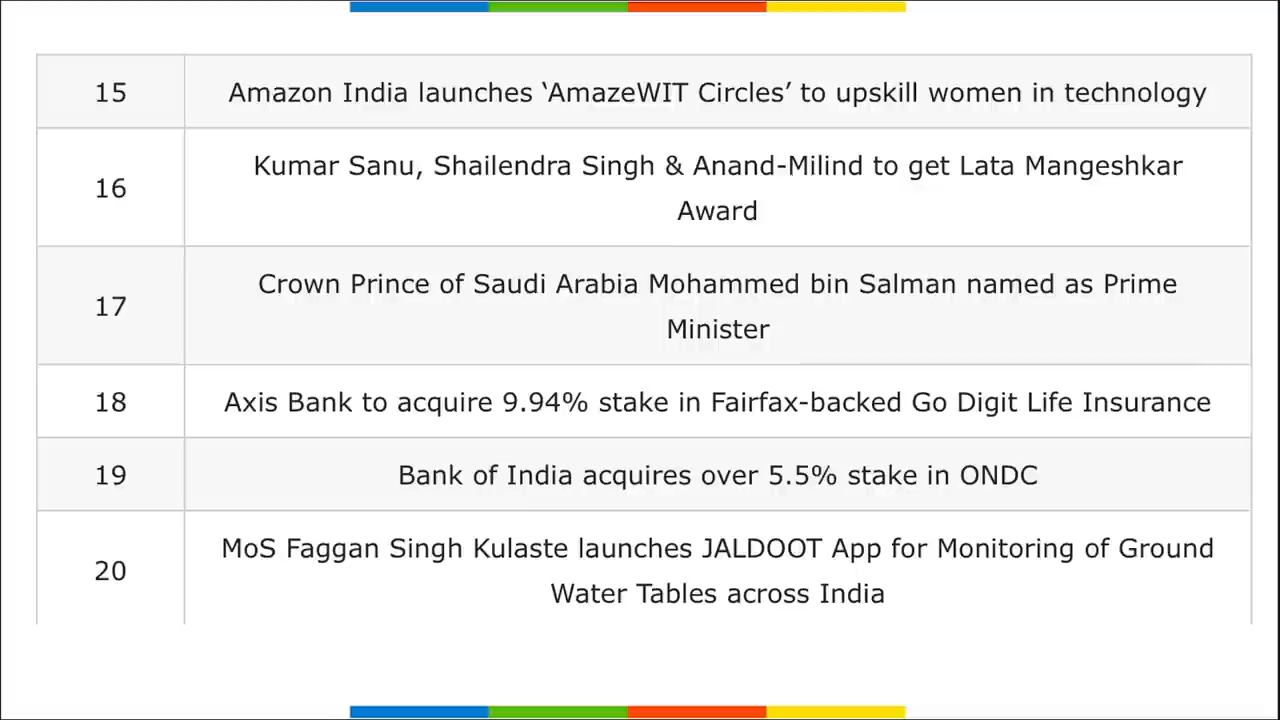 15
Amazon India launches ‘AmazeWIT Circles’ to upskill women in technology
16
Kumar Sanu, Shailendra Singh & Anand-Milind to get Lata Mangeshkar
Award
17
Crown Prince of Saudi Arabia Mohammed bin Salman named as Prime
Minister
18
Axis Bank to acquire 9.94% stake in Fairfax-backed Go Digit Life Insurance
19
Bank of India acquires over 5.5% stake in ONDC
20
MoS Faggan Singh Kulaste launches JALDOOT App for Monitoring of Ground
Water Tables across India